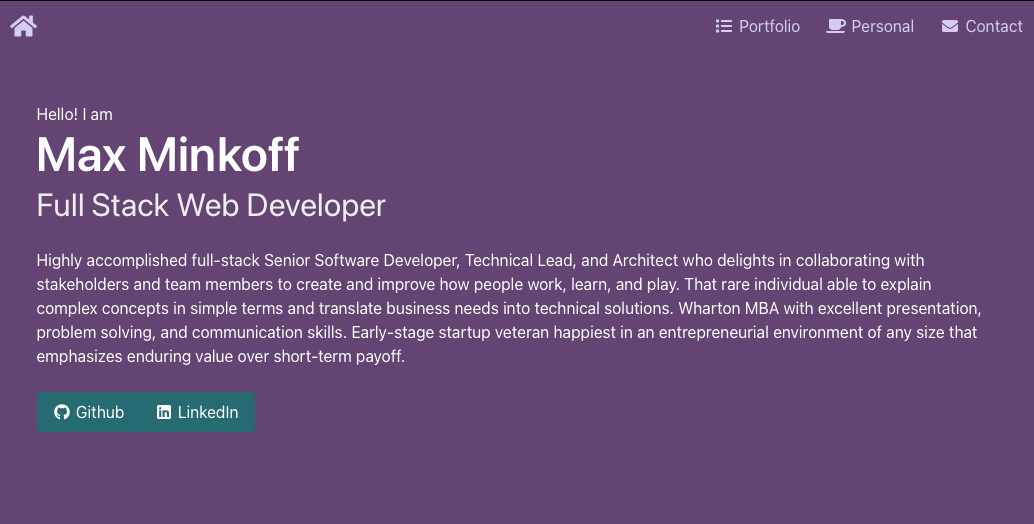 Portfolio Personal Contact
Hello! I am
Max Minkoff
Full Stack Web Developer
Highly accomplished full-stack Senior Software Developer, Technical Lead, and Architect who delights in collaborating with
stakeholders and team members to create and improve how people work, learn, and play. That rare individual able to explain
complex concepts in simple terms and translate business needs into technical solutions. Wharton MBA with excellent presentation,
problem solving, and communication skills. Early-stage startup veteran happiest in an entrepreneurial environment of any size that
emphasizes enduring value over short-term payoff.
Github LinkedIn